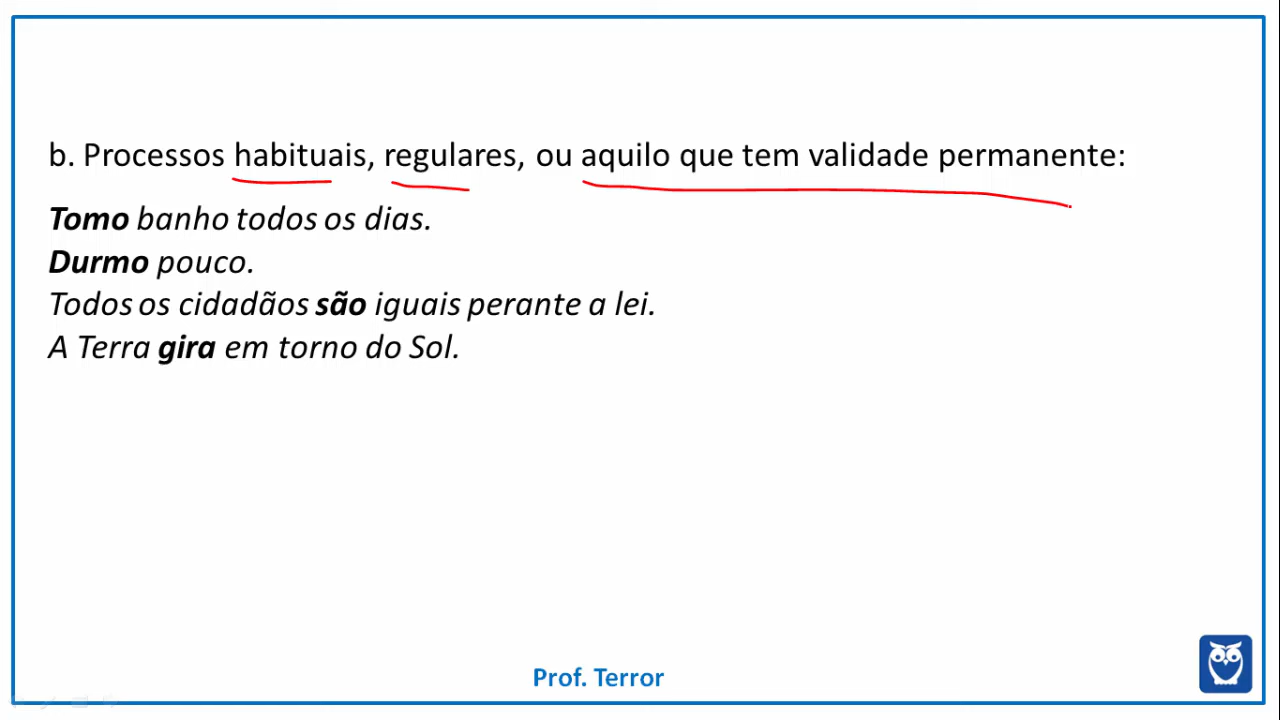 b. Processos habituais, regulares, ou aquilo que tem validade permanente:
Tomo banho todos os dias.
Durmo pouco.
Todos os cidadãos são iguais perante a lei.
A Terra gira em torno do Sol.
Prof. Terror